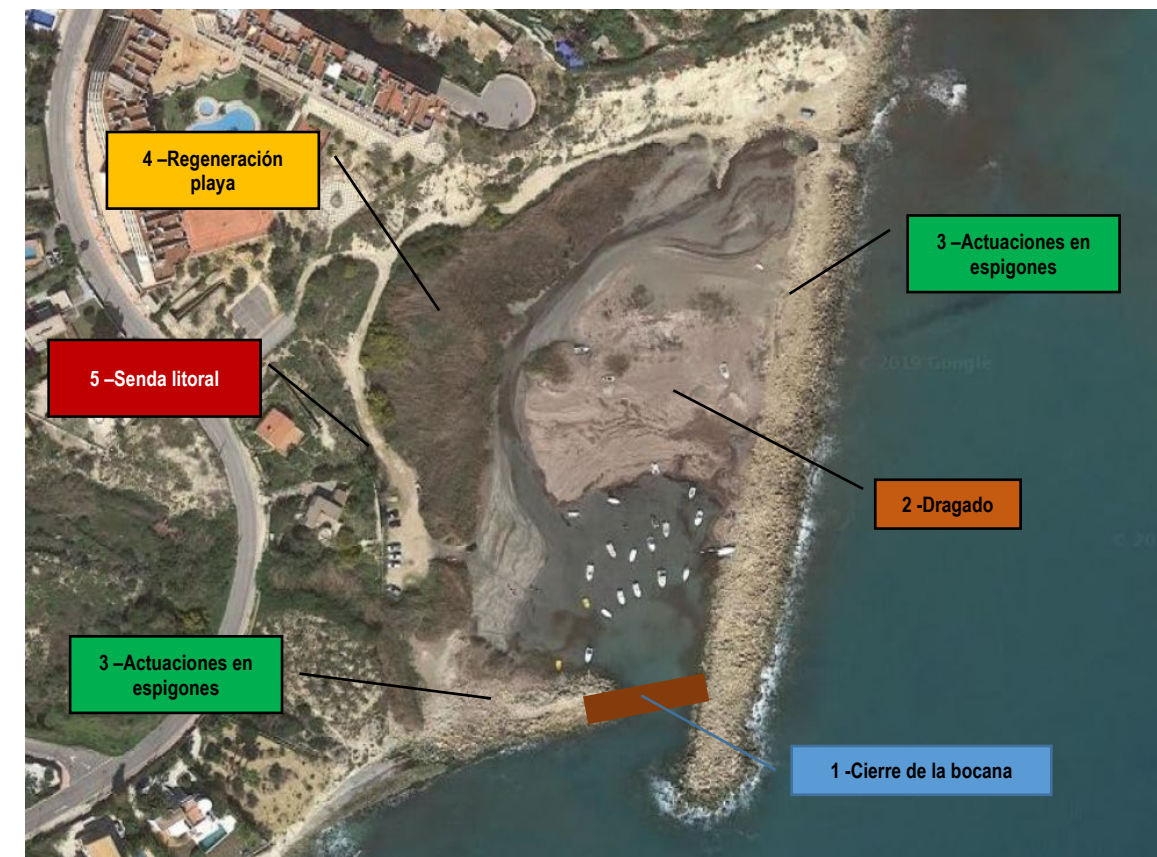 4 –Regeneración
playa
3 –Actuaciones en
espigones
© 2019 Google
5 –Senda litoral
2 -Dragado
© 20
3 –Actuaciones en
espigones
1 -Cierre de la bocana